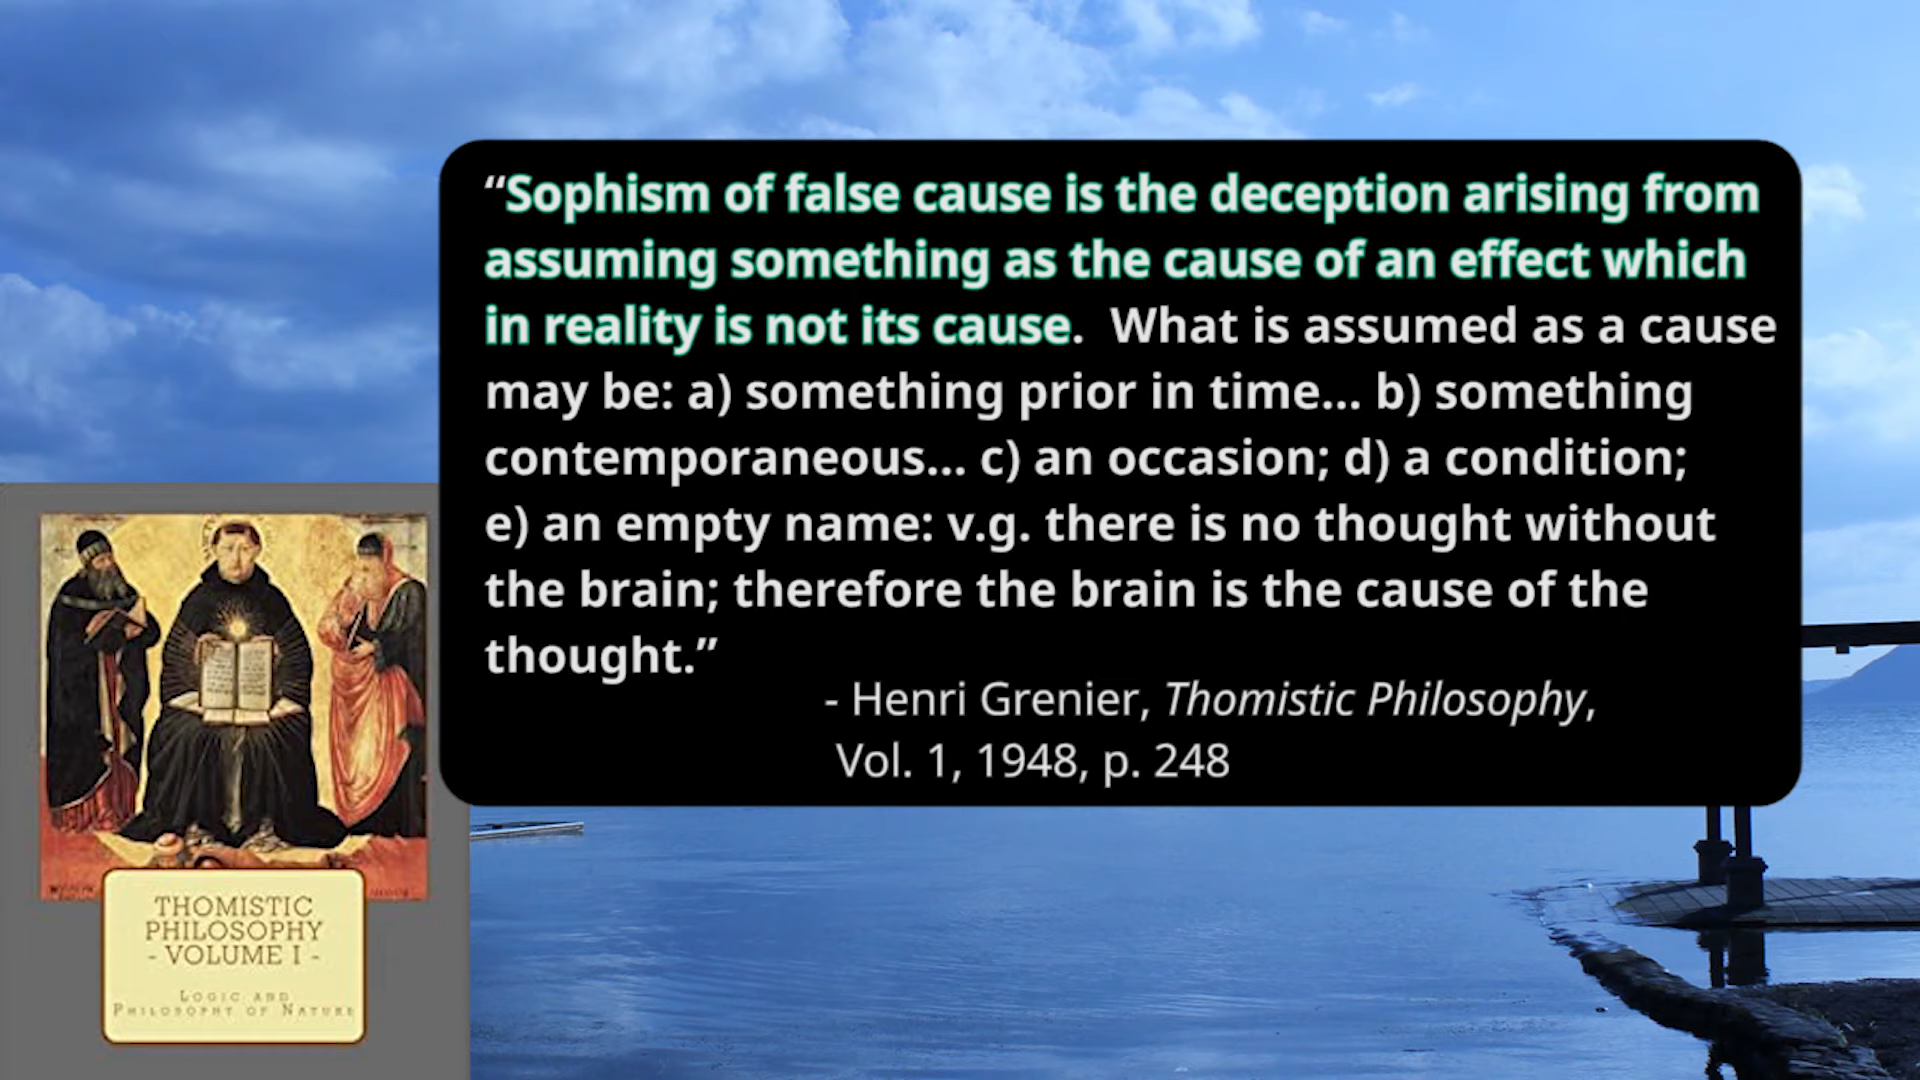 “Sophism of false cause is the deception arising from
assuming something as the cause of an effect which
in reality is not its cause.  What is assumed as a cause
may be: a) something prior in time... b) something
contemporaneous... c) an occasion; d) a condition;
e) an empty name: v.g. there is no thought without
the brain; therefore the brain is the cause of the
thought.”
- Henri Grenier, Thomistic Philosophy,
Vol. 1, 1948, p. 248
THOMISTIC
PHILOSOPHY
- VOLUME I -
LOGIC AND
PHILOSOPHY OF NATURE